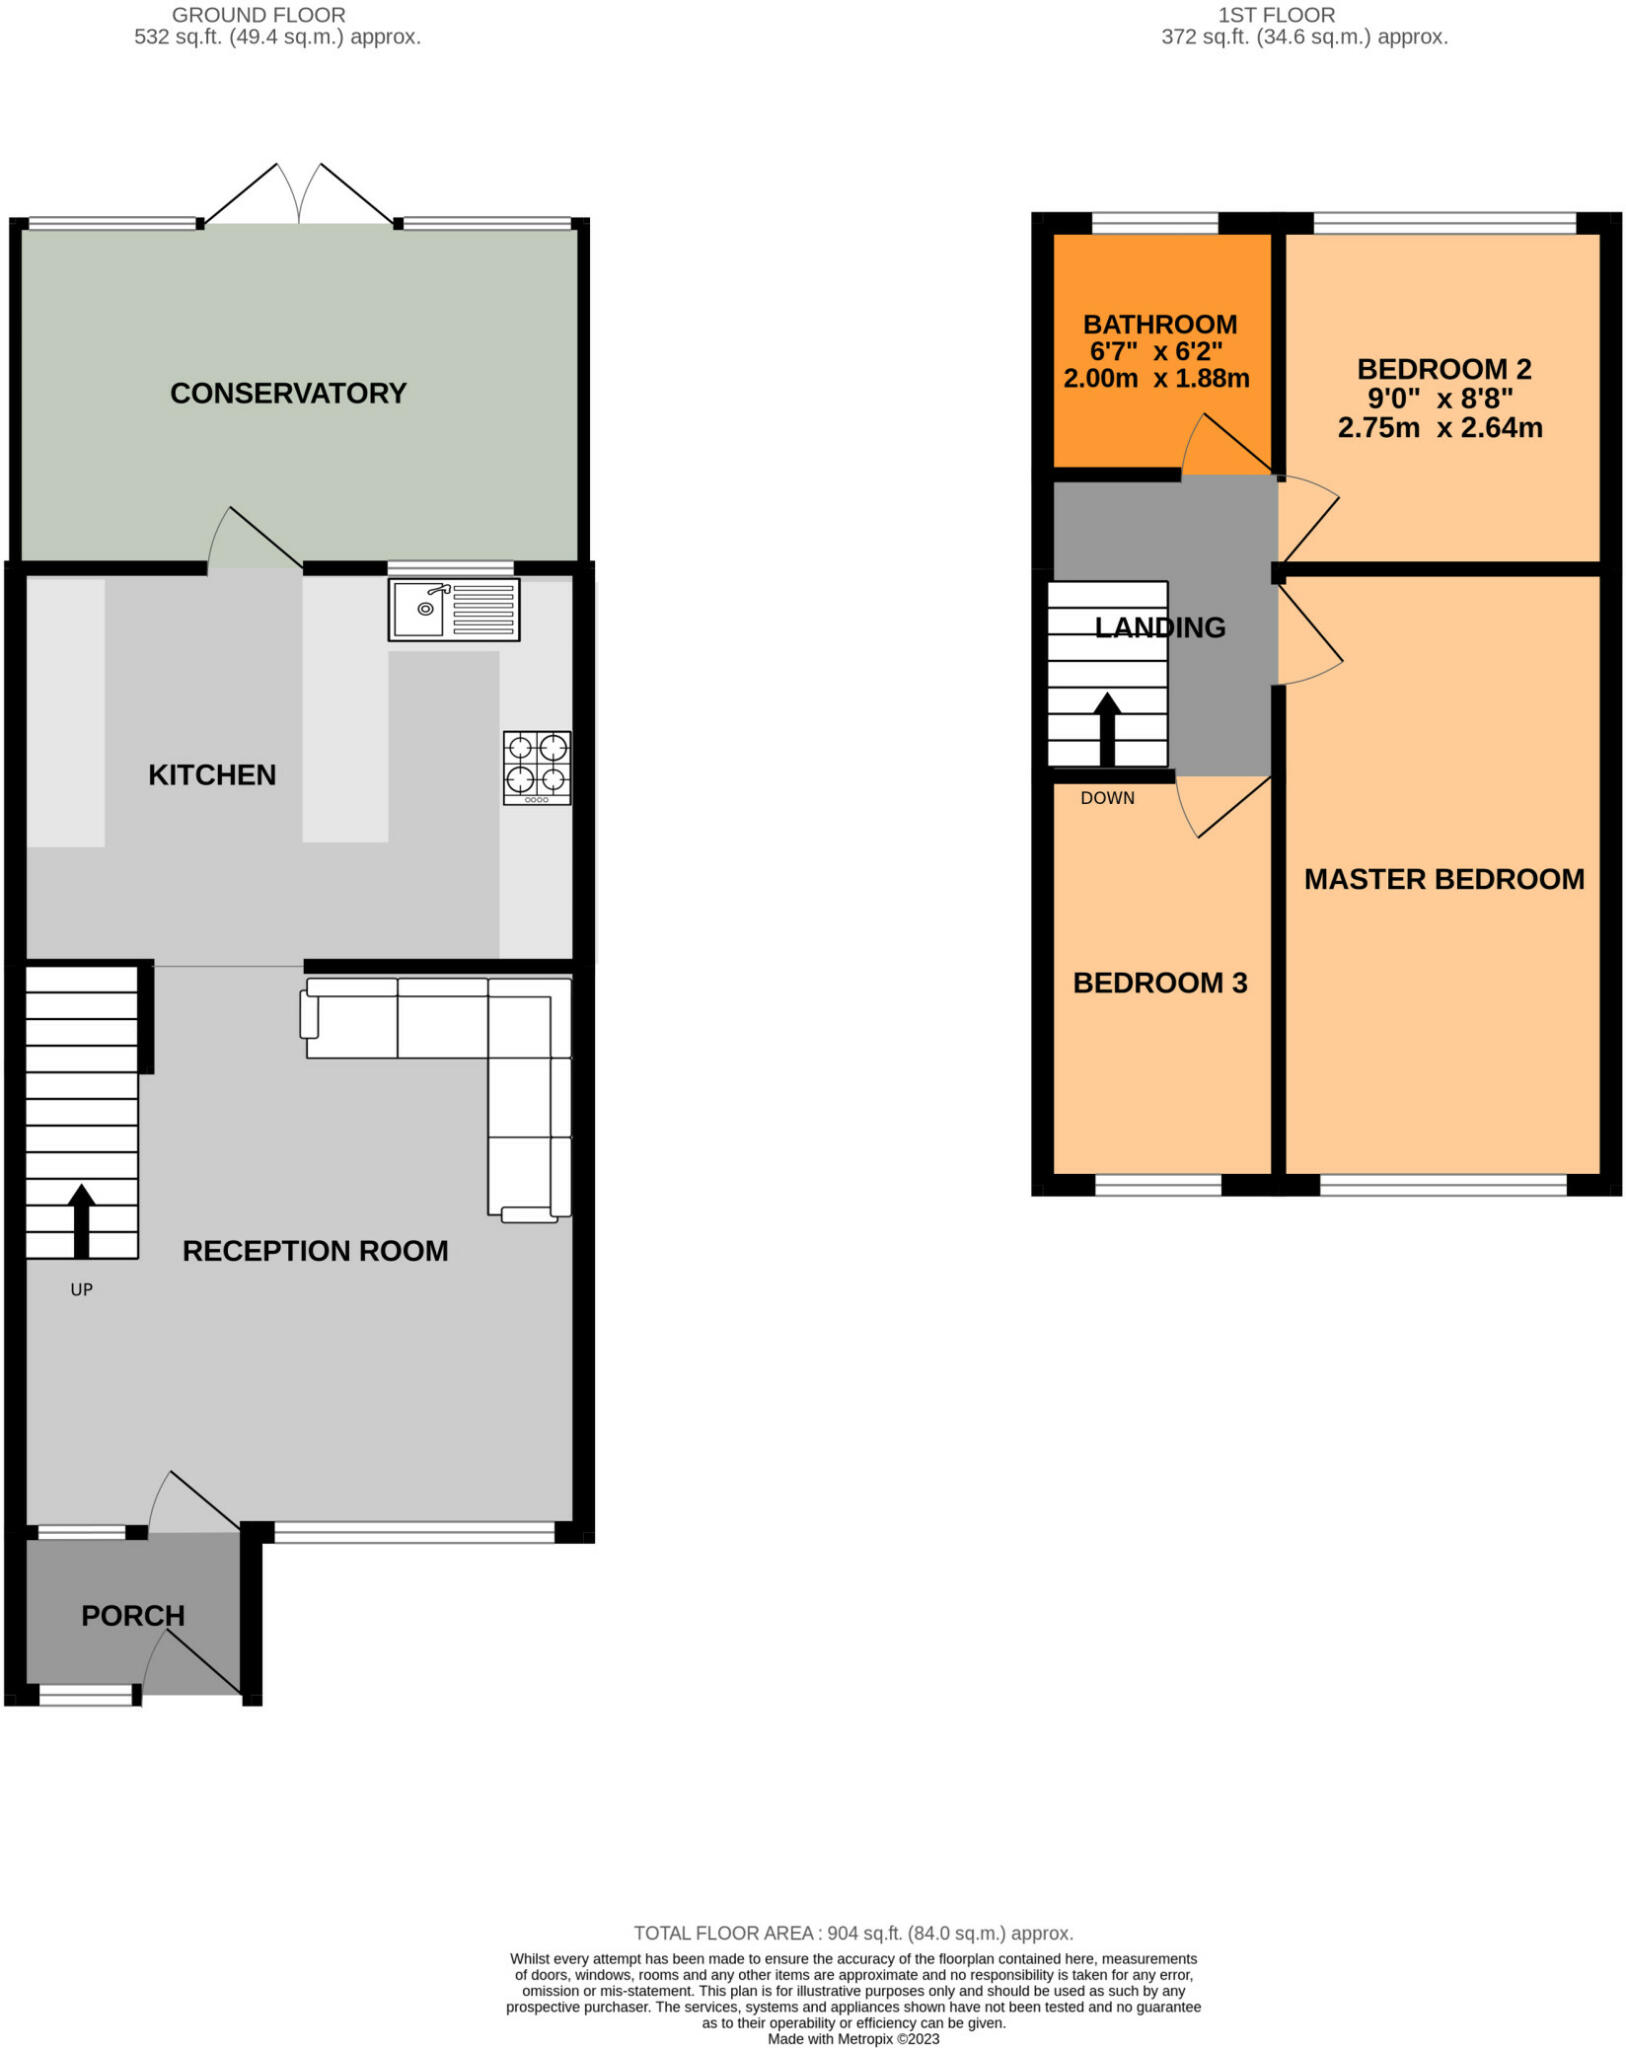 GROUND FLOOR
532 sq.ft. (49.4 sq.m.) approx.
CONSERVATORY
KITCHEN
RECEPTION ROOM
UP
PORCH
1ST FLOOR
372 sq.ft. (34.6 sq.m.) approx.
BATHROOM
6'7" x 6'2"
2.00m x 1.88m
BEDROOM 2
9'0" x 8'8"
2.75m x 2.64m
LANDING
DOWN
MASTER BEDROOM
BEDROOM 3
TOTAL FLOOR AREA : 904 sq.ft. (84.0 sq.m.) approx.
Whilst every attempt has been made to ensure the accuracy of the floorplan contained here, measurements
of doors, windows, rooms and any other items are approximate and no responsibility is taken for any error,
omission or mis-statement. This plan is for illustrative purposes only and should be used as such by any
prospective purchaser. The services, systems and appliances shown have not been tested and no guarantee
as to their operability or efficiency can be given.
Made with Metropix ©2023